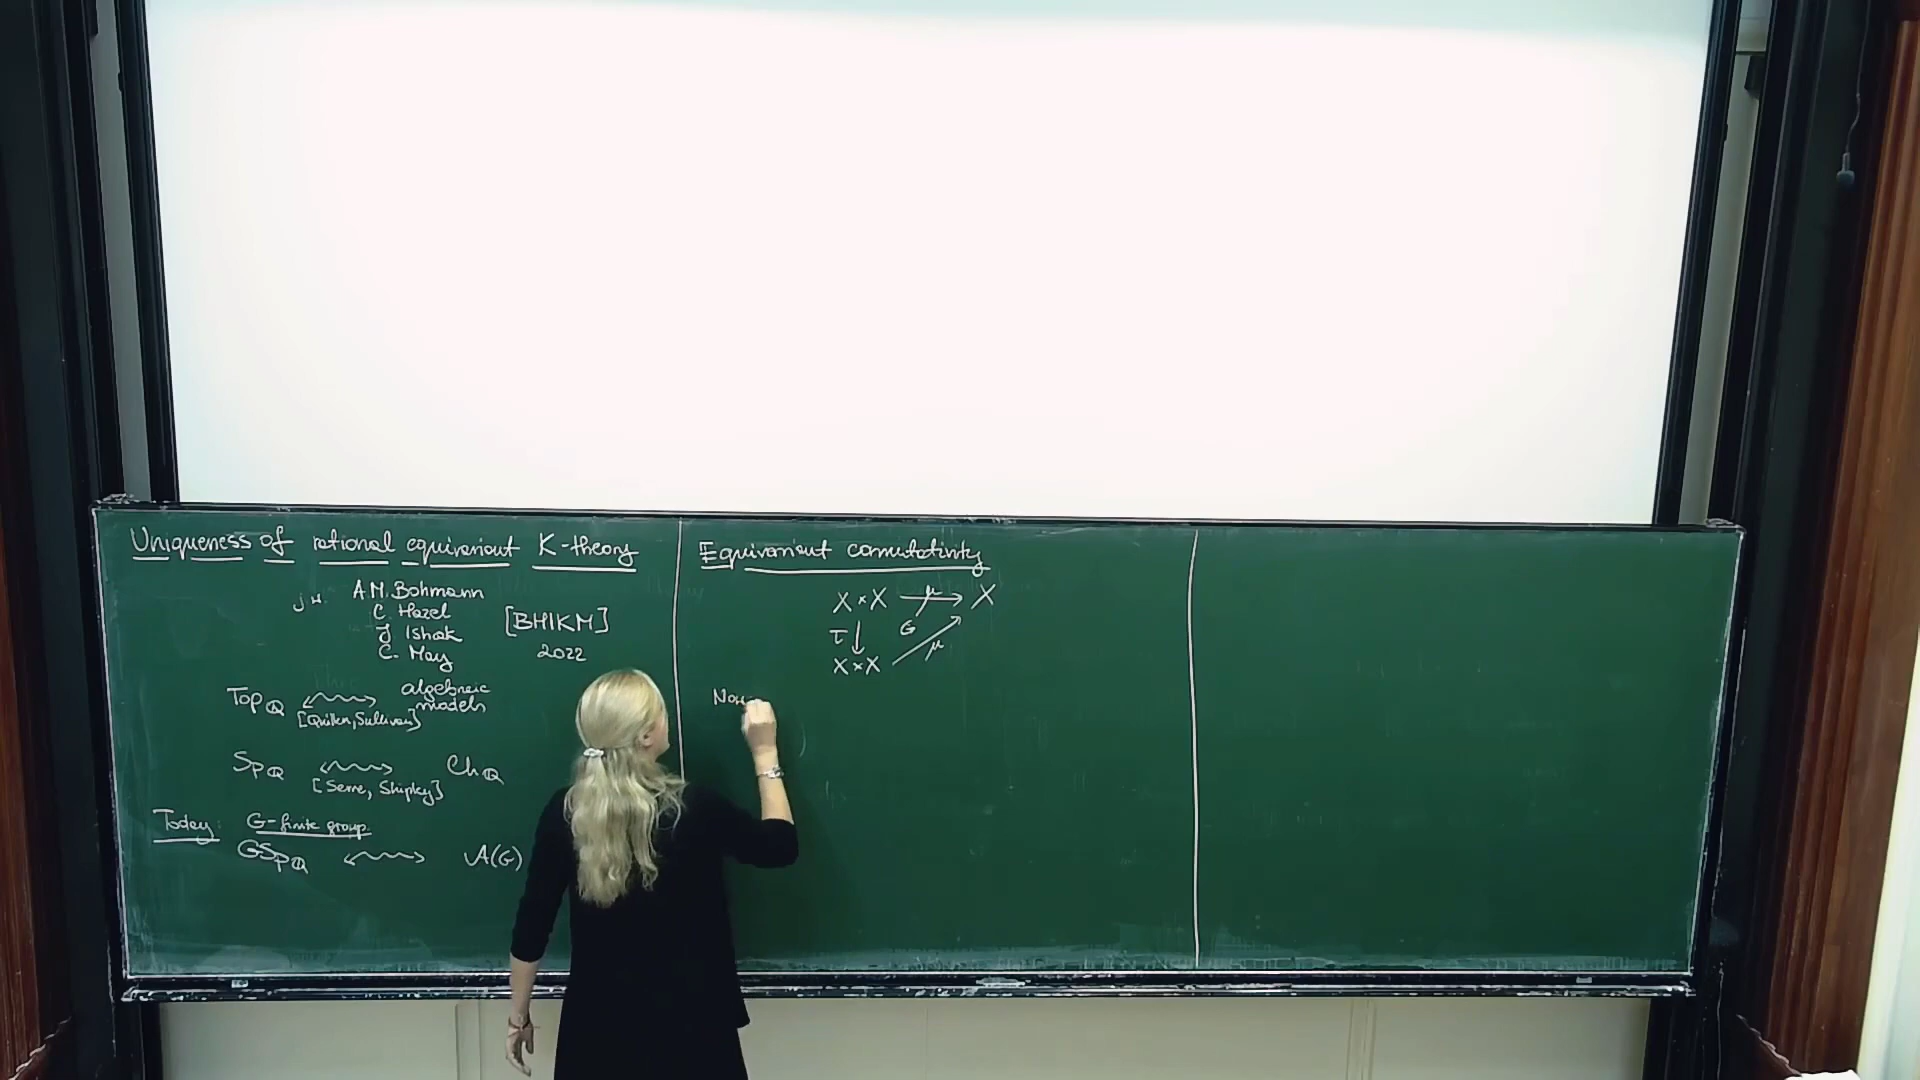 Uniqueness of rational equivariant K-theory
j.w. A.M. Bohmann
C. Hazel
J. Ishak
C. May
[BHIKM]
2022
Top_Q ↭ algebraic models
[Quillen, Sullivan]
Sp_Q ↭ Ch_Q
[Serre, Shipley]
Today: G-finite group.
GSp_Q ↭ A(G)
Equivariant comutativity
X × X → X
μ
τ ↓ G μ
X × X